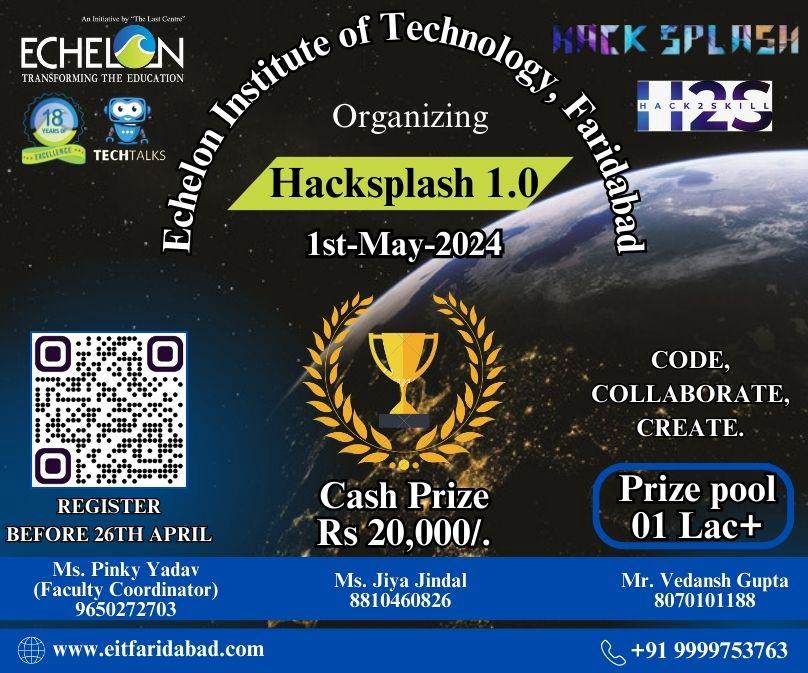 An Initiative by "The Last Centre"
ECHELON
TRANSFORMING THE EDUCATION
18
YEARS OF
EXCELLENCE
TECHTALKS
Echelon Institute of Technology, Faridabad
HACK SPLASH
H2S
HACK2SKILL
Organizing
Hacksplash 1.0
1st-May-2024
CODE,
COLLABORATE,
CREATE.
REGISTER
BEFORE 26TH APRIL
Cash Prize
Rs 20,000/.
Prize pool
01 Lac+
Ms. Pinky Yadav
(Faculty Coordinator)
9650272703
Ms. Jiya Jindal
8810460826
Mr. Vedansh Gupta
8070101188
www.eitfaridabad.com
+91 9999753763